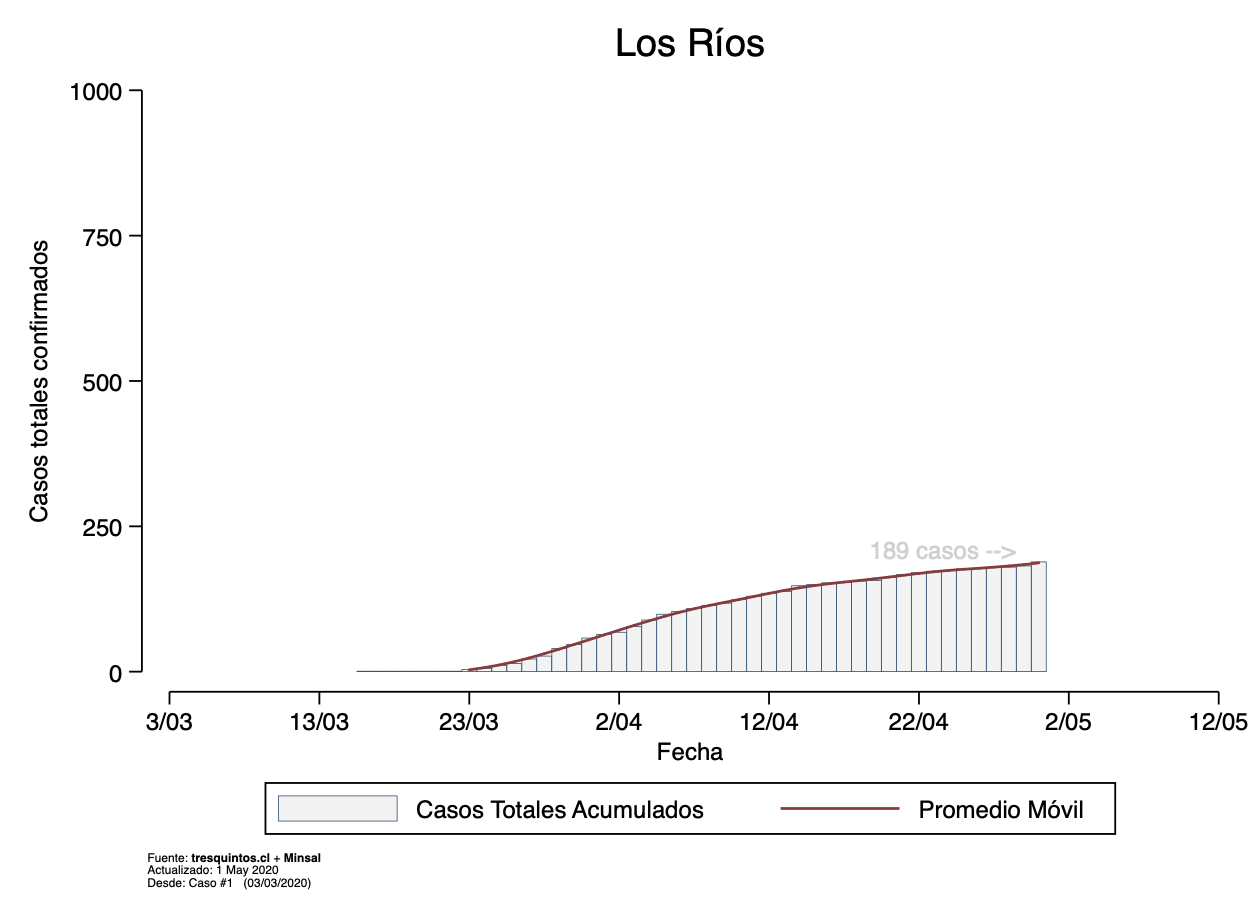 Los Ríos
1000
750
500
250
0
Casos totales confirmados
189 casos -->
3/03 13/03 23/03 2/04 12/04 22/04 2/05 12/05
Fecha
Casos Totales Acumulados Promedio Móvil
Fuente: tresquintos.cl + Minsal
Actualizado: 1 May 2020
Desde: Caso #1 (03/03/2020)